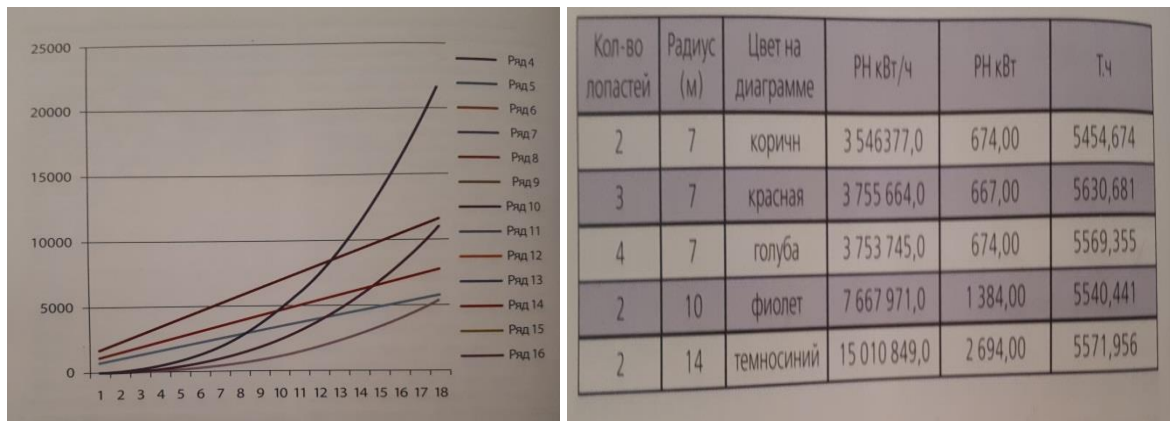 25000
20000
15000
10000
5000
0
1 2 3 4 5 6 7 8 9 10 11 12 13 14 15 16 17 18
Ряд 4
Ряд 5
Ряд 6
Ряд 7
Ряд 8
Ряд 9
Ряд 10
Ряд 11
Ряд 12
Ряд 13
Ряд 14
Ряд 15
Ряд 16
Кол-во лопастей Радиус (м) Цвет на диаграмме РН кВт/ч РН кВт Т.ч
2 7 коричн 3 546377,0 674,00 5454,674
3 7 красная 3 755 664,0 667,00 5630,681
4 7 голуба 3 753 745,0 674,00 5569,355
2 10 фиолет 7 667 971,0 1 384,00 5540,441
2 14 темносиний 15 010 849,0 2 694,00 5571,956